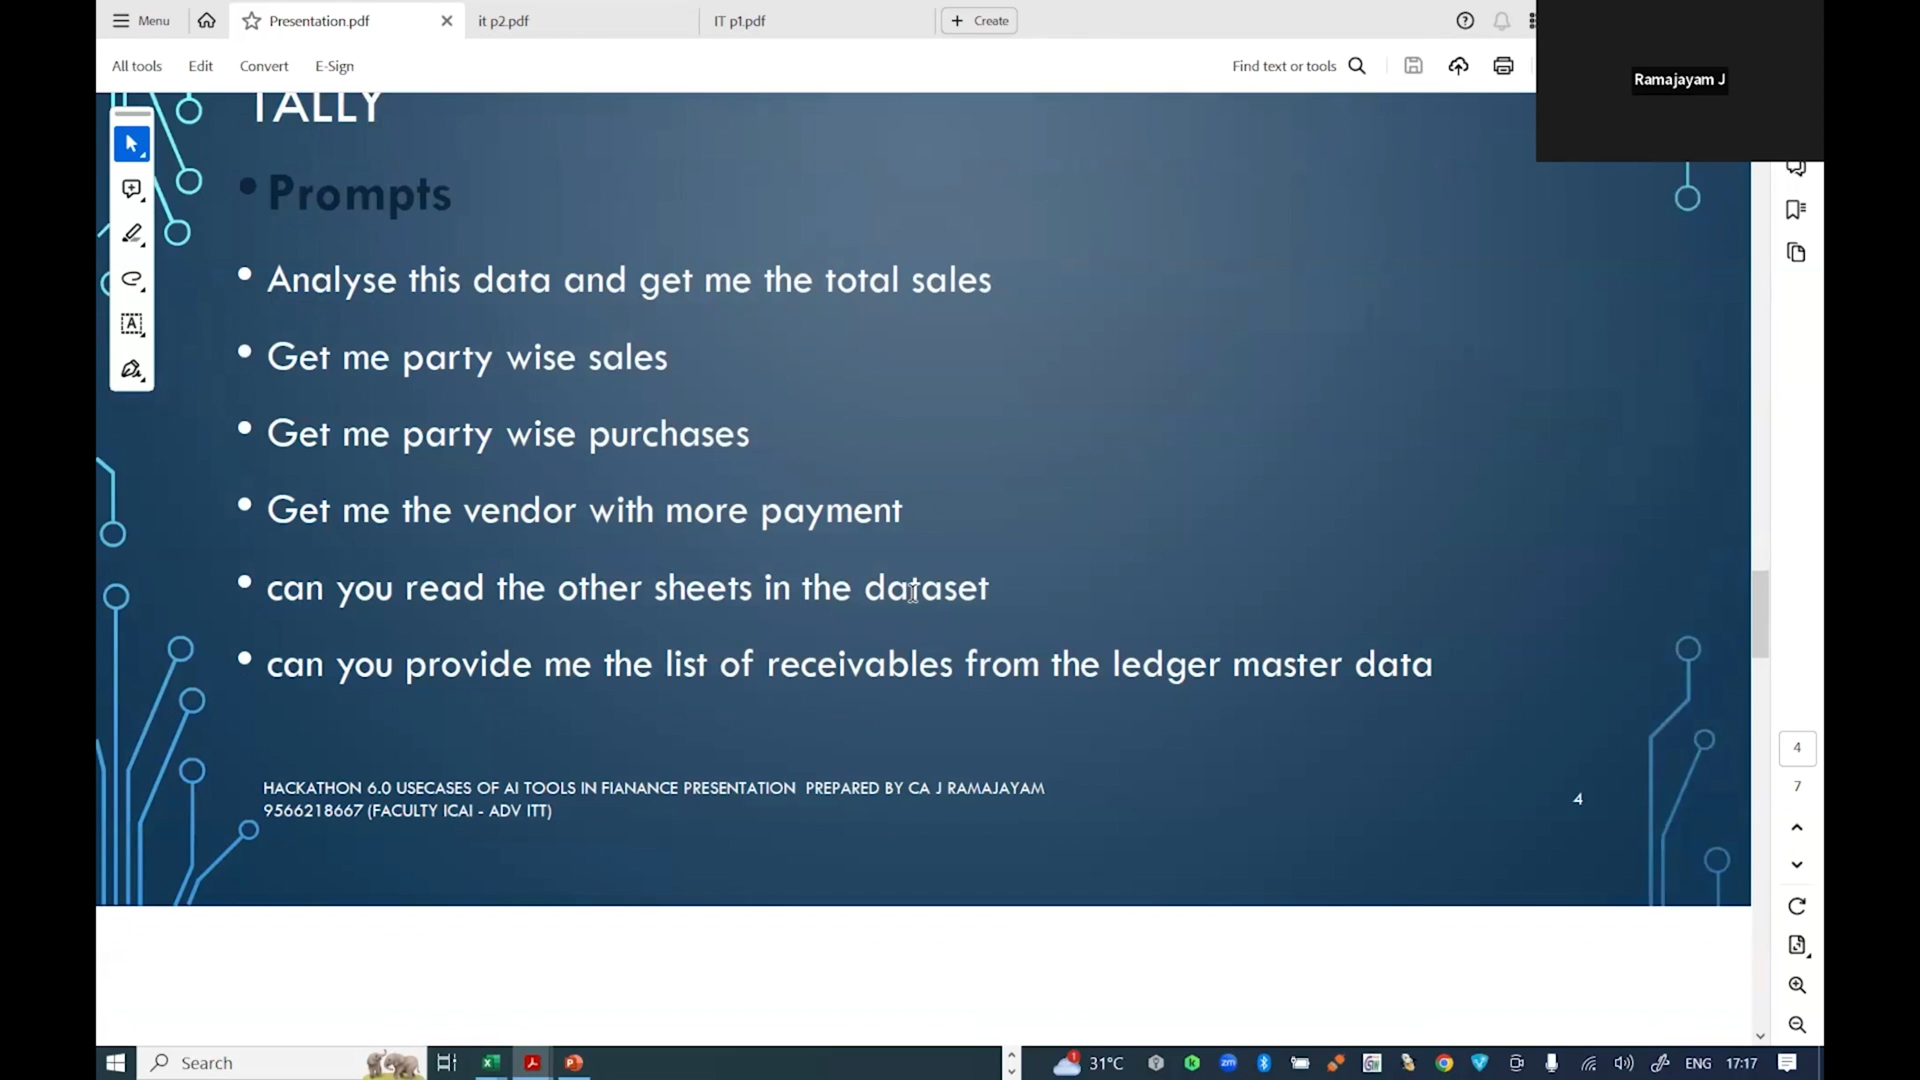 Menu
Presentation.pdf
it p2.pdf
IT p1.pdf
Create
All tools
Edit
Convert
E-Sign
Find text or tools
Ramajayam J
TALLY
• Prompts
• Analyse this data and get me the total sales
• Get me party wise sales
• Get me party wise purchases
• Get me the vendor with more payment
• can you read the other sheets in the dataset
• can you provide me the list of receivables from the ledger master data
HACKATHON 6.0 USECASES OF AI TOOLS IN FIANANCE PRESENTATION PREPARED BY CA J RAMAJAYAM
9566218667 (FACULTY ICAI - ADV ITT)
4
4
7
Search
31°C
ENG
17:17